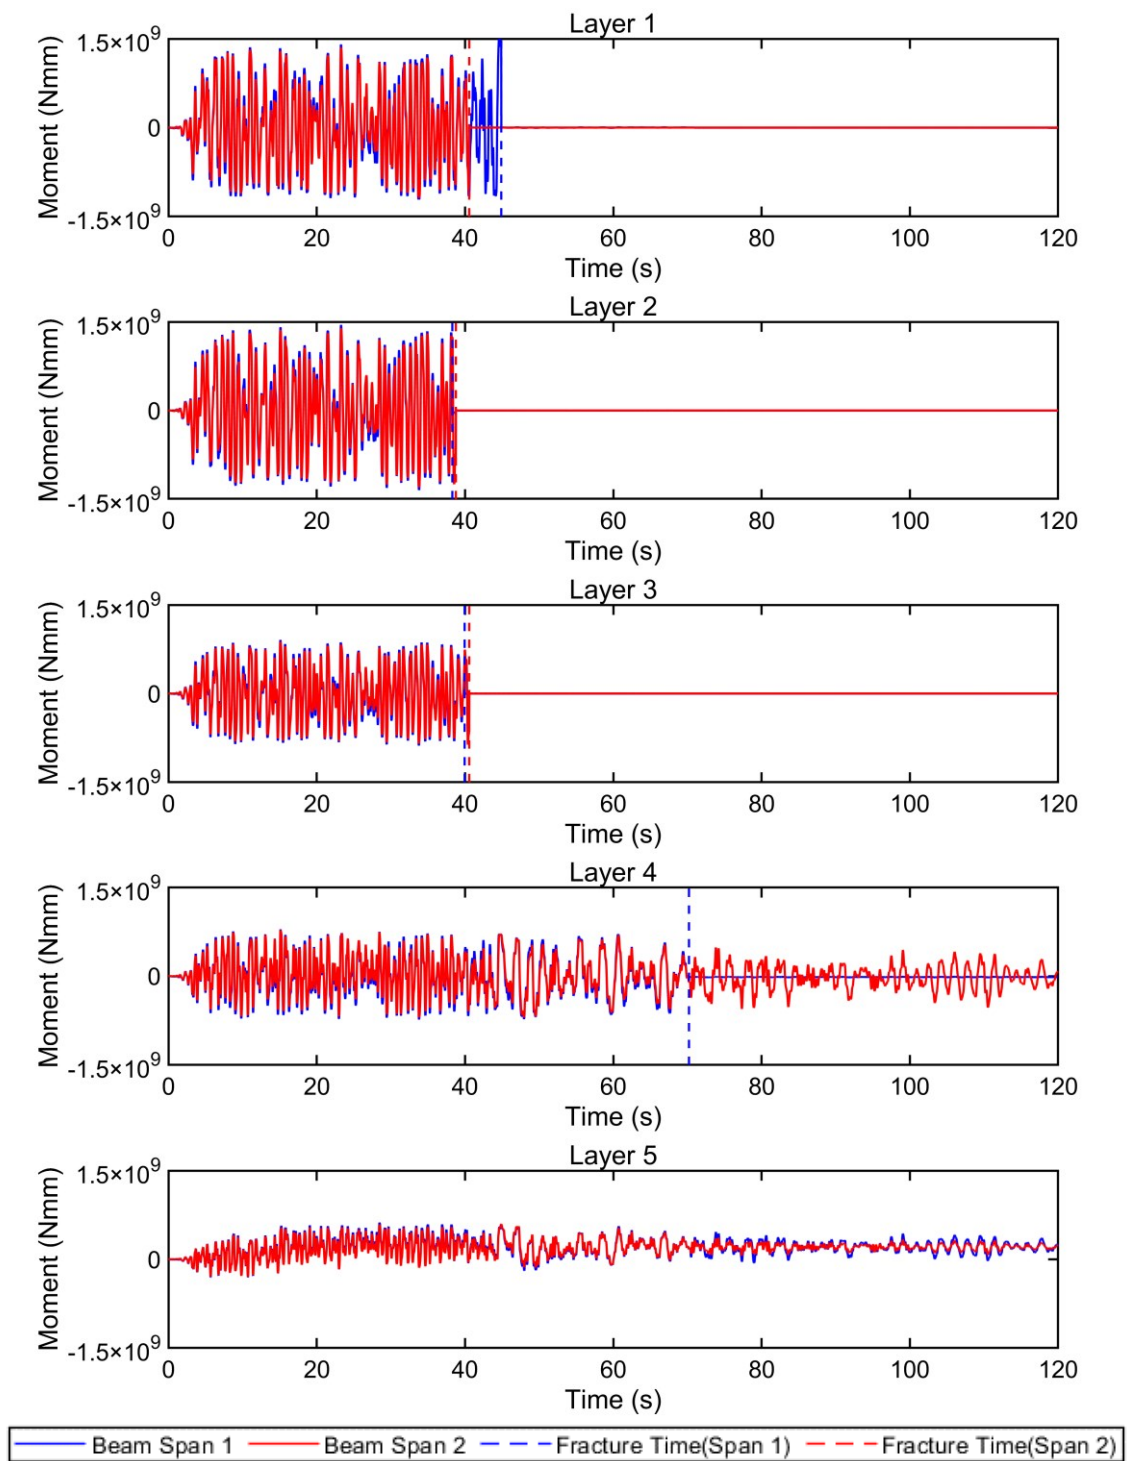 Layer 1
Moment (Nmm)
1.5×10⁹
0
-1.5×10⁹
0 20 40 60 80 100 120
Time (s)
Layer 2
Moment (Nmm)
1.5×10⁹
0
-1.5×10⁹
0 20 40 60 80 100 120
Time (s)
Layer 3
Moment (Nmm)
1.5×10⁹
0
-1.5×10⁹
0 20 40 60 80 100 120
Time (s)
Layer 4
Moment (Nmm)
1.5×10⁹
0
-1.5×10⁹
0 20 40 60 80 100 120
Time (s)
Layer 5
Moment (Nmm)
1.5×10⁹
0
-1.5×10⁹
0 20 40 60 80 100 120
Time (s)
Beam Span 1 Beam Span 2 Fracture Time(Span 1) Fracture Time(Span 2)